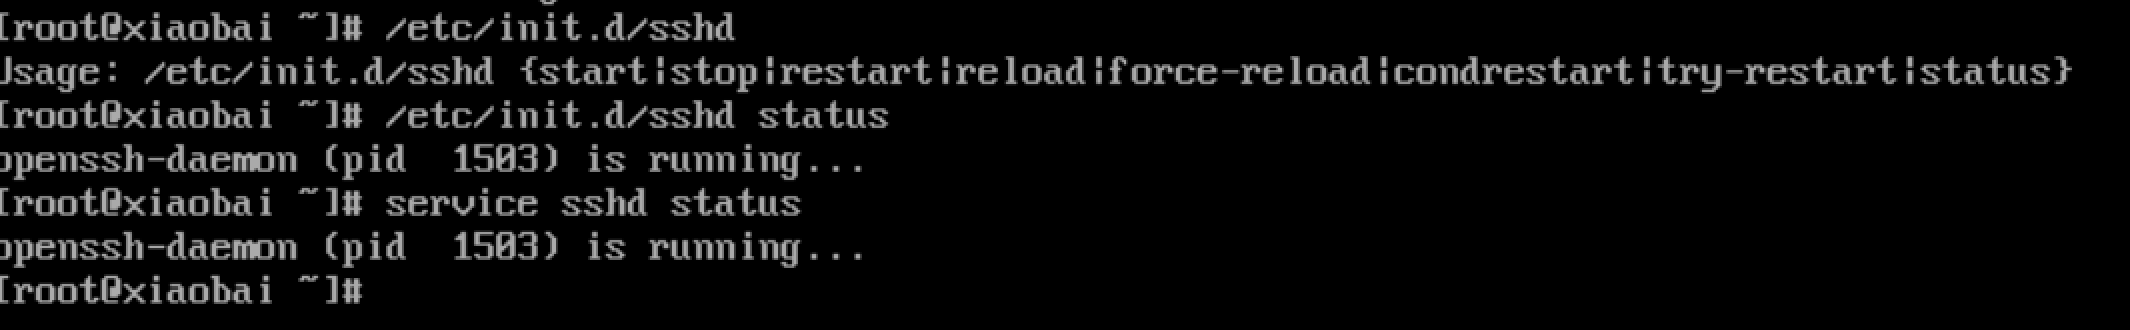 [root@xiaobai ~]# /etc/init.d/sshd
Usage: /etc/init.d/sshd {start|stop|restart|reload|force-reload|condrestart|try-restart|status}
[root@xiaobai ~]# /etc/init.d/sshd status
openssh-daemon (pid  1503) is running...
[root@xiaobai ~]# service sshd status
openssh-daemon (pid  1503) is running...
[root@xiaobai ~]#